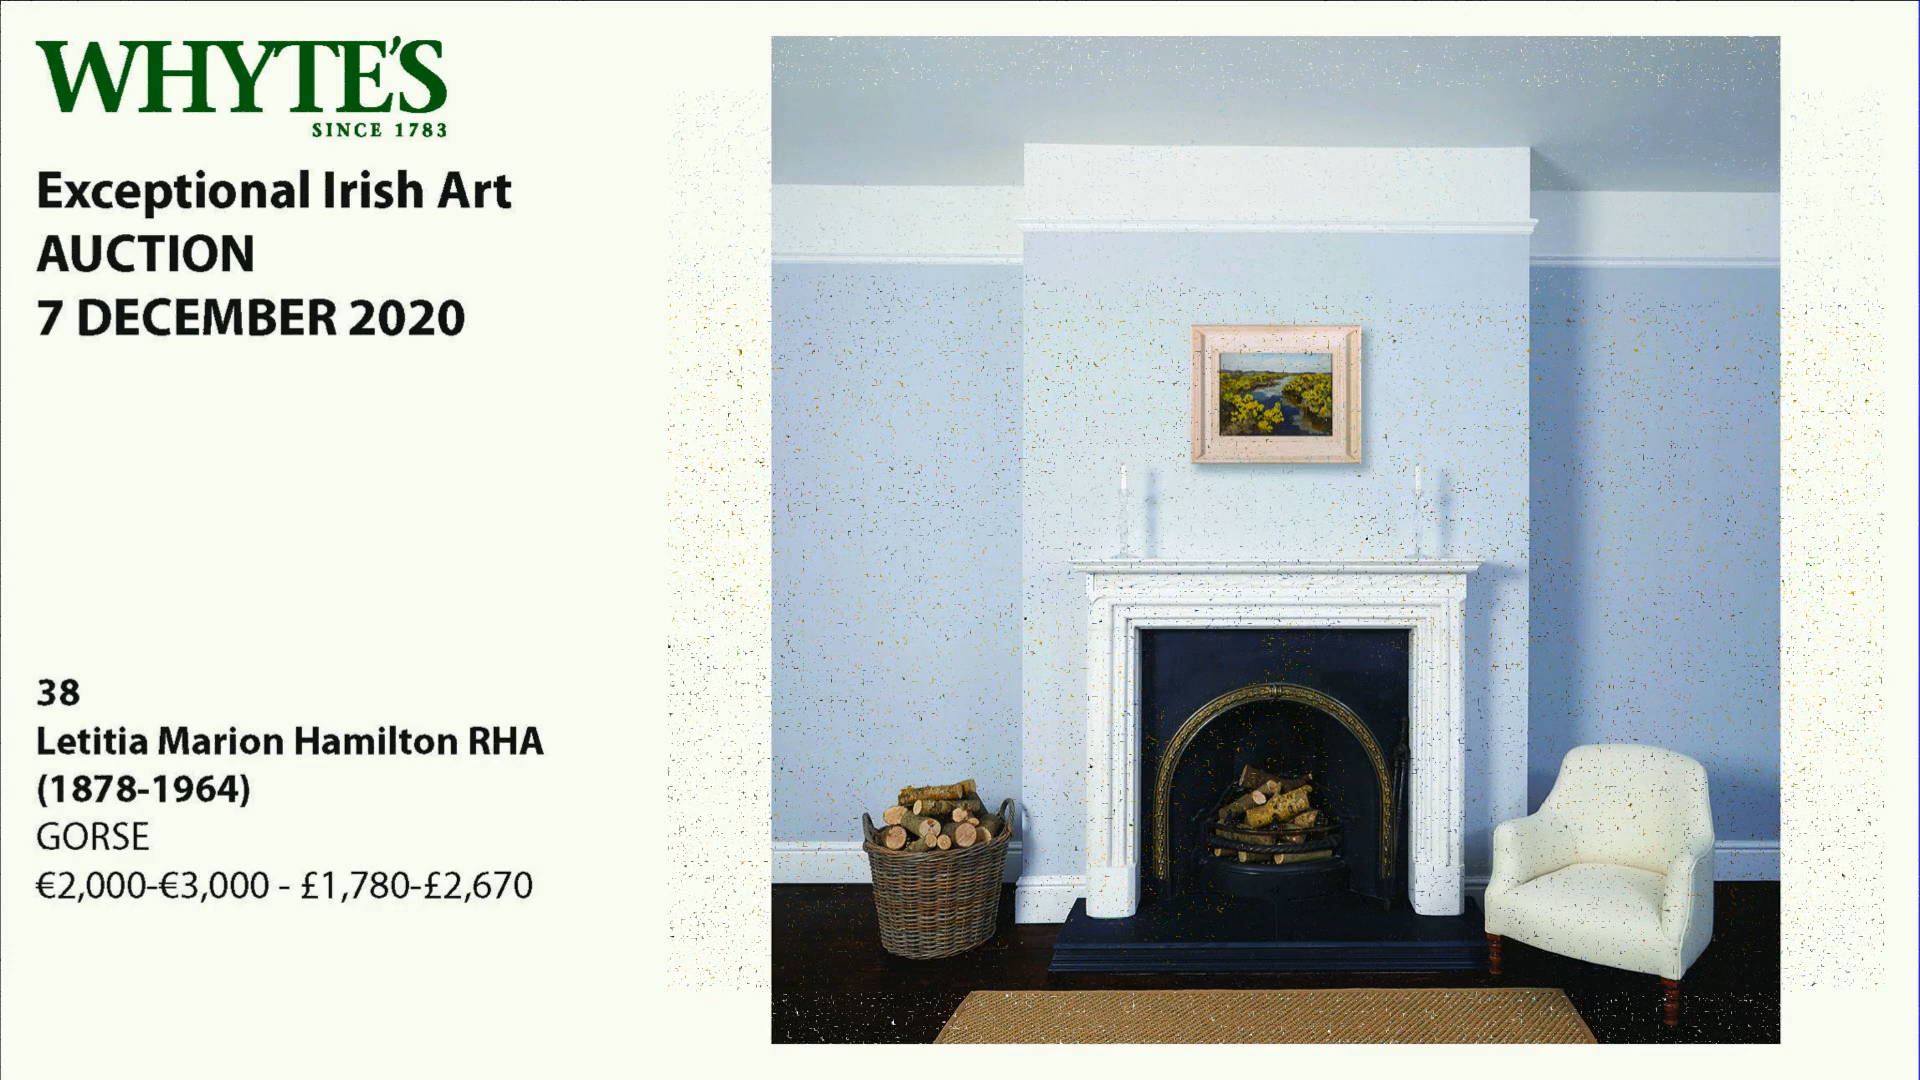 WHYTE'S
SINCE 1783
Exceptional Irish Art
AUCTION
7 DECEMBER 2020
38
Letitia Marion Hamilton RHA
(1878-1964)
GORSE
€2,000-€3,000 - £1,780-£2,670